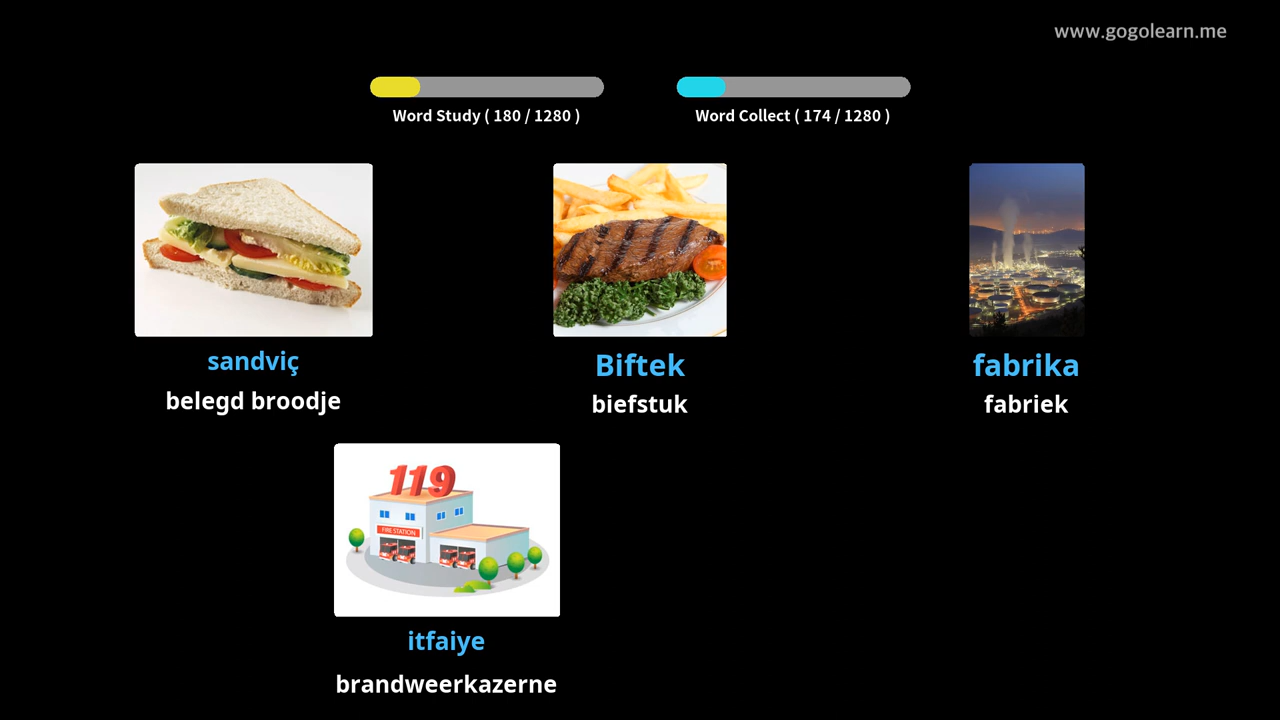 www.gogolearn.me
Word Study ( 180 / 1280 )
Word Collect ( 174 / 1280 )
sandviç
belegd broodje
Biftek
biefstuk
fabrika
fabriek
119
FIRE STATION
itfaiye
brandweerkazerne